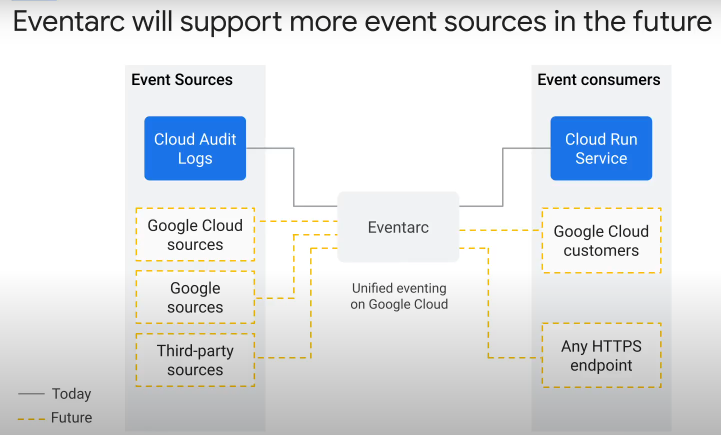 Eventarc will support more event sources in the future
Event Sources
Event consumers
Cloud Audit
Logs
Cloud Run
Service
Google Cloud
sources
Eventarc
Google Cloud
customers
Google
sources
Unified eventing
on Google Cloud
Third-party
sources
Any HTTPS
endpoint
Today
Future